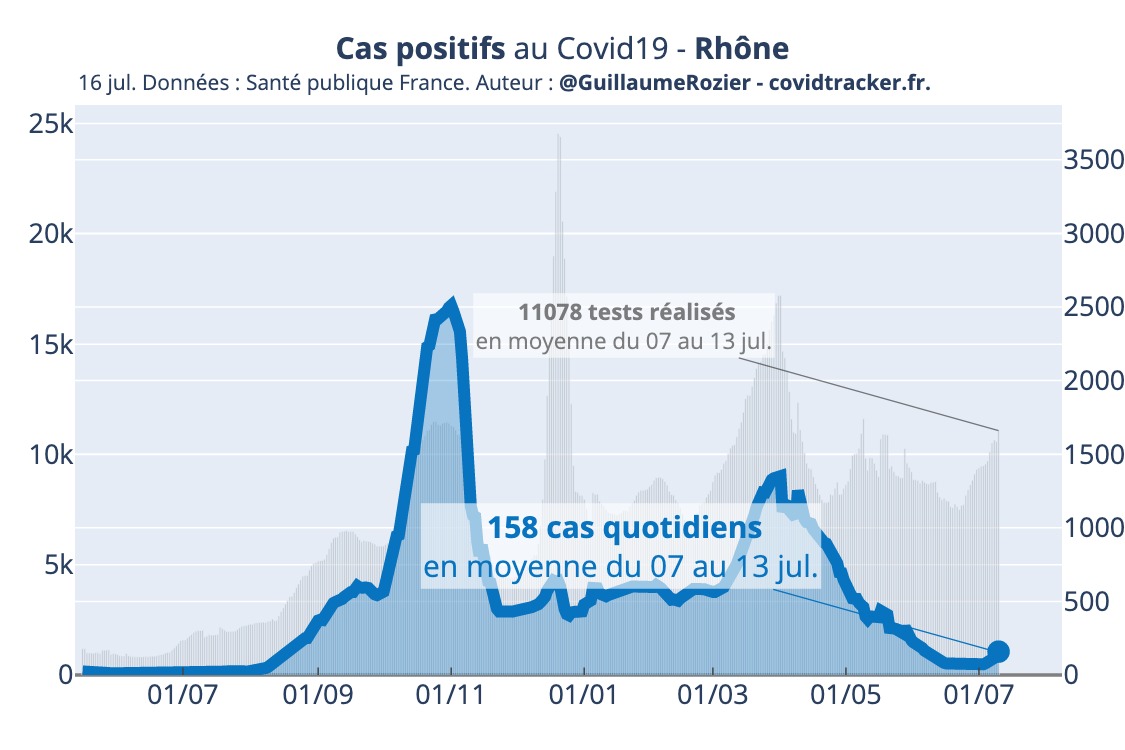 Cas positifs au Covid19 - Rhône
16 jul. Données : Santé publique France. Auteur : @GuillaumeRozier - covidtracker.fr.
25k
3500
20k
3000
11078 tests réalisés
en moyenne du 07 au 13 jul.
2500
15k
2000
10k
1500
158 cas quotidiens
en moyenne du 07 au 13 jul.
1000
5k
500
0
0
01/07
01/09
01/11
01/01
01/03
01/05
01/07